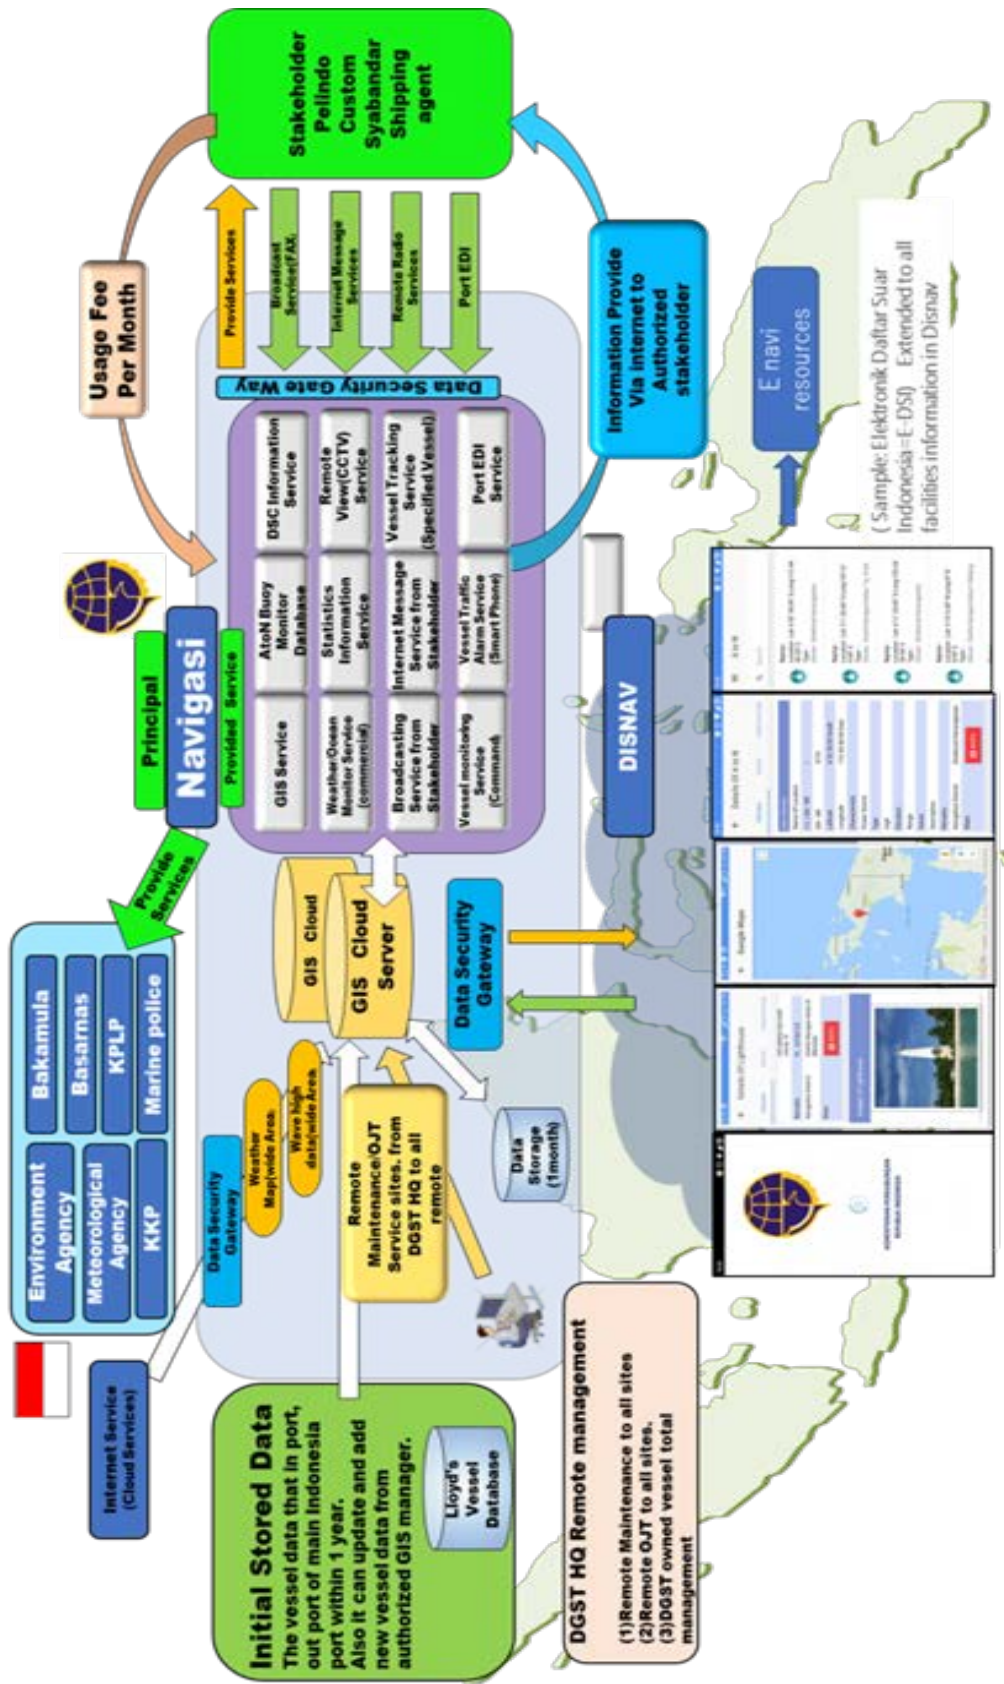 Internet Service
(Cloud Services)
Environment
Agency
Bakamula
Meteorological
Agency
Basarnas
KPLP
KKP
Marine police
Provide
Services
Principal
Navigasi
Provided Service
Usage Fee
Per Month
Stakeholder
Pelindo
Custom
Syabandar
Shipping
agent
Initial Stored Data
The vessel data that in port,
out port of main Indonesia
port within 1 year.
Also it can update and add
new vessel data from
authorized GIS manager.
Lloyd's
Vessel
Database
Data Security
Gateway
Weather
Map(wide Area)
Wave high
data(wide Area)
Remote
Maintenance/OJT
Service sites. from
DGST HQ to all
remote
GIS Cloud
GIS Cloud
Server
Data
Storage
(1month)
Data Security
Gateway
GIS Service
AtoN Buoy
Monitor
Database
DSC Information
Service
Weather/Ocean
Monitor Service
(commercial)
Statistics
Information
Service
Remote
View(CCTV)
Service
Broadcasting
Service from
Stakeholder
Internet Message
Service from
Stakeholder
Vessel Tracking
Service
(Specified Vessel)
Vessel monitoring
Service
(Command)
Vessel Traffic
Alarm Service
(Smart Phone)
Port EDI
Service
Data Security Gate Way
Provide Services
Broadcast
Service(FAX)
Internet Message
Services
Remote Radio
Services
Port EDI
Information Provide
Via internet to
Authorized
stakeholder
DISNAV
DGST HQ Remote management
(1)Remote Maintenance to all sites
(2)Remote OJT to all sites.
(3)DGST owned vessel total
management
Google Maps
E navi
resources
( Sample: Elektronik Daftar Suar
Indonesia=E-DSI) Extended to all
facilities information in Disnav